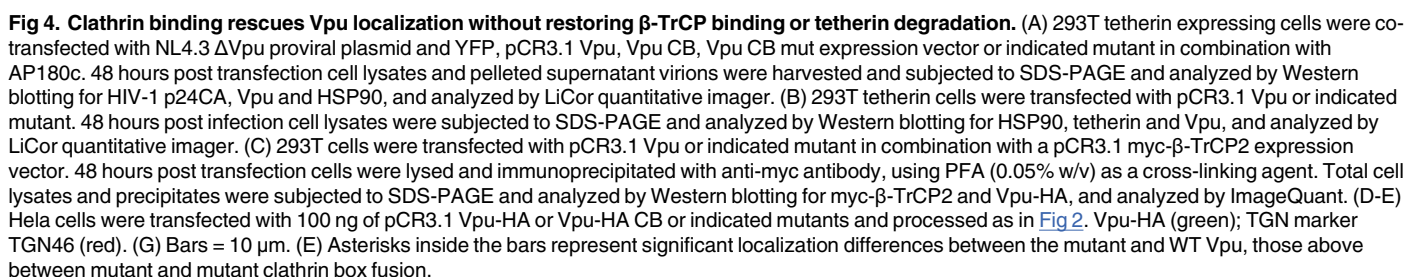 Fig 4. Clathrin binding rescues Vpu localization without restoring β-TrCP binding or tetherin degradation. (A) 293T tetherin expressing cells were co-
transfected with NL4.3 ΔVpu proviral plasmid and YFP, pCR3.1 Vpu, Vpu CB, Vpu CB mut expression vector or indicated mutant in combination with
AP180c. 48 hours post transfection cell lysates and pelleted supernatant virions were harvested and subjected to SDS-PAGE and analyzed by Western
blotting for HIV-1 p24CA, Vpu and HSP90, and analyzed by LiCor quantitative imager. (B) 293T tetherin cells were transfected with pCR3.1 Vpu or indicated
mutant. 48 hours post infection cell lysates were subjected to SDS-PAGE and analyzed by Western blotting for HSP90, tetherin and Vpu, and analyzed by
LiCor quantitative imager. (C) 293T cells were transfected with pCR3.1 Vpu or indicated mutant in combination with a pCR3.1 myc-β-TrCP2 expression
vector. 48 hours post transfection cells were lysed and immunoprecipitated with anti-myc antibody, using PFA (0.05% w/v) as a cross-linking agent. Total cell
lysates and precipitates were subjected to SDS-PAGE and analyzed by Western blotting for myc-β-TrCP2 and Vpu-HA, and analyzed by ImageQuant. (D-E)
Hela cells were transfected with 100 ng of pCR3.1 Vpu-HA or Vpu-HA CB or indicated mutants and processed as in Fig 2. Vpu-HA (green); TGN marker
TGN46 (red). (G) Bars = 10 μm. (E) Asterisks inside the bars represent significant localization differences between the mutant and WT Vpu, those above
between mutant and mutant clathrin box fusion.